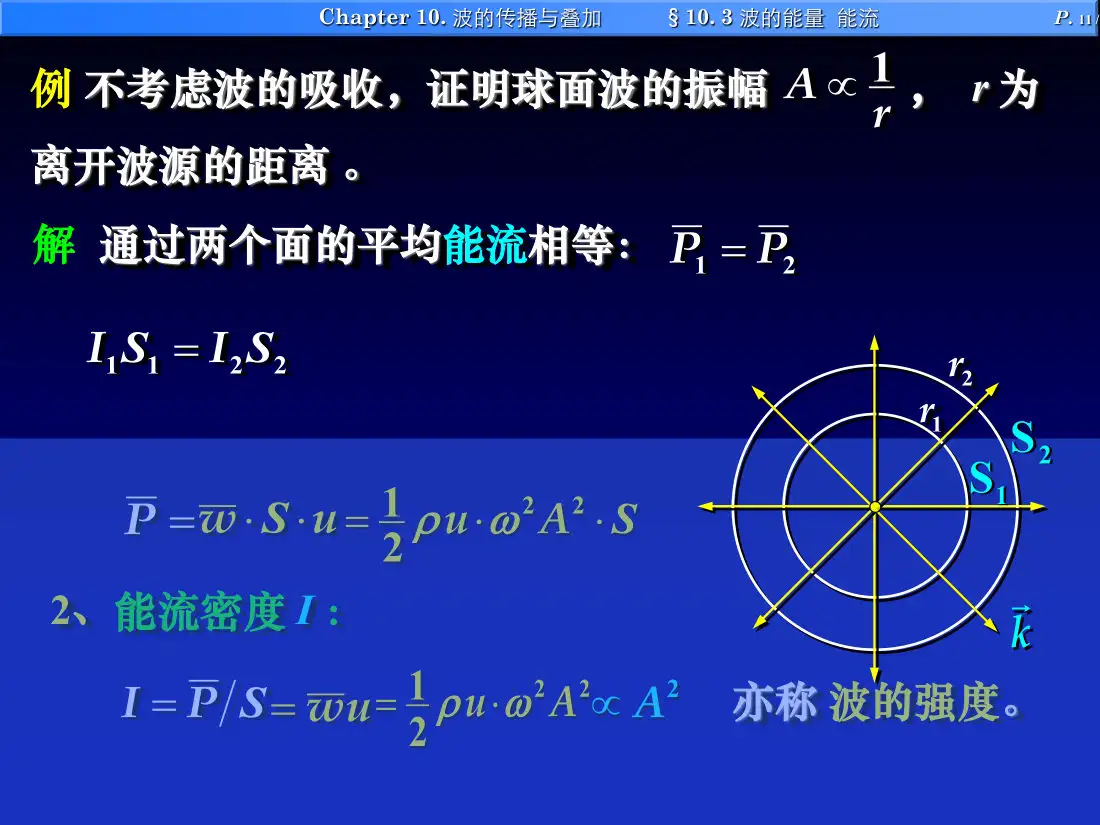 Chapter 10. 波的传播与叠加 §10. 3 波的能量 能流 P. 11/
例 不考虑波的吸收，证明球面波的振幅 A ∝ 1/r ， r 为
离开波源的距离 。
解 通过两个面的平均能流相等： P̅₁ = P̅₂
I₁S₁ = I₂S₂
r₂
r₁
S₂
S₁
P̅ = w̅ · S · u = 1/2 ρu · ω² A² · S
2、能流密度 I ：
k⃗
I = P̅/S = w̅u = 1/2 ρu · ω² A² ∝ A² 亦称 波的强度。